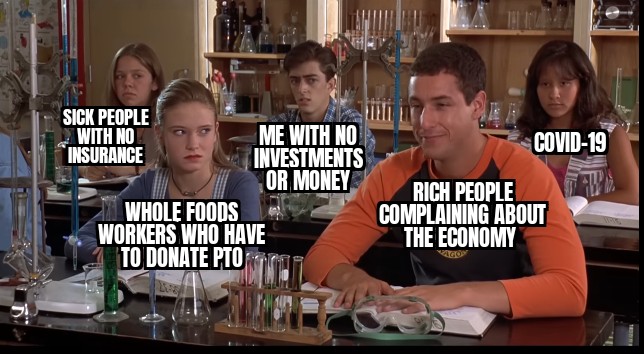 SICK PEOPLE
WITH NO
INSURANCE
ME WITH NO
INVESTMENTS
OR MONEY
COVID-19
WHOLE FOODS
WORKERS WHO HAVE
TO DONATE PTO
RICH PEOPLE
COMPLAINING ABOUT
THE ECONOMY